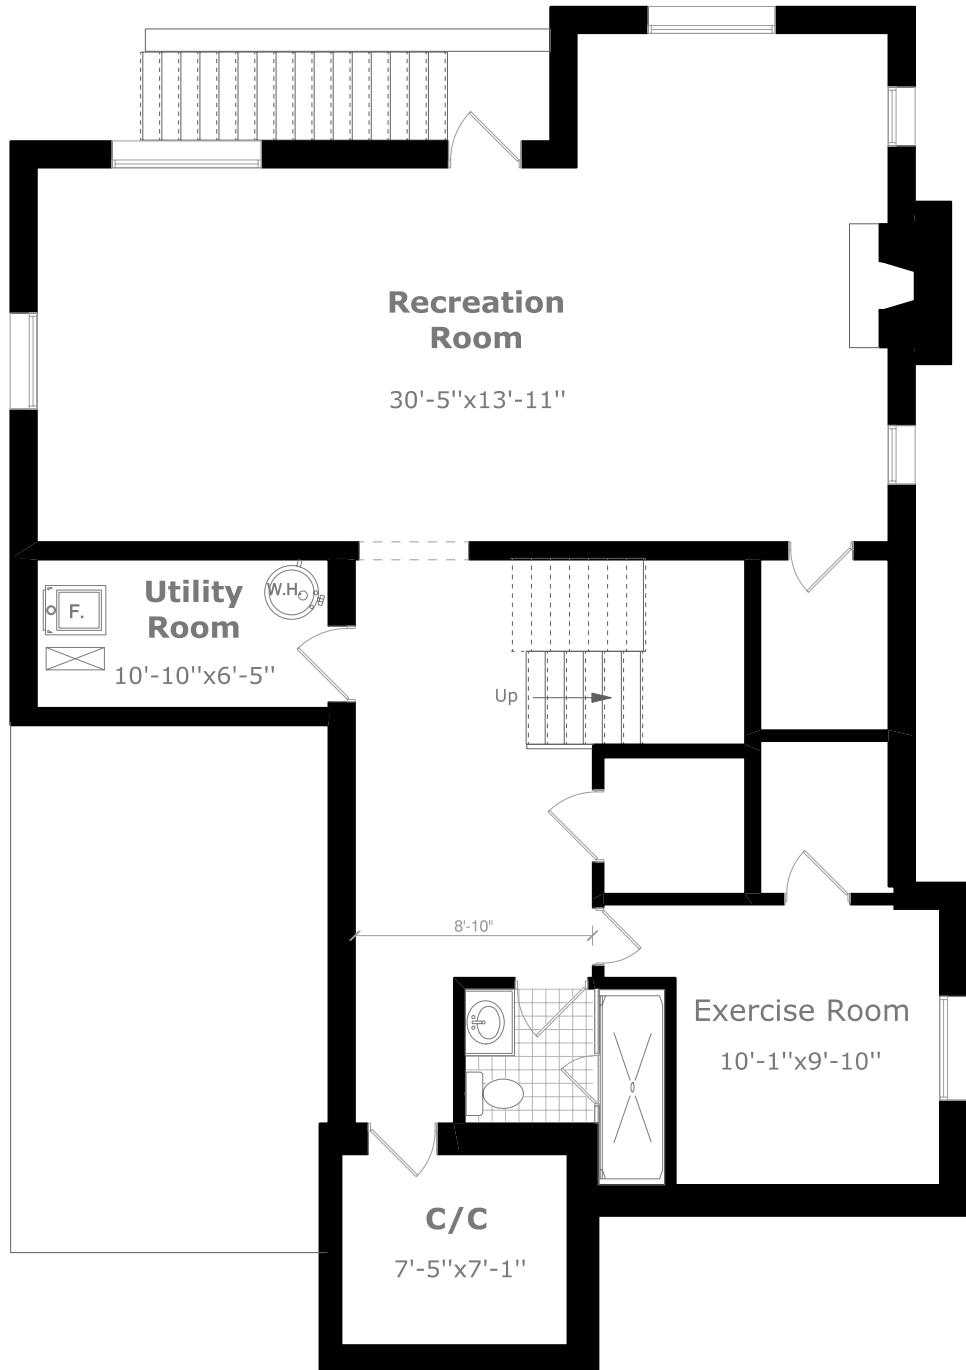 Recreation
Room
30'-5''x13'-11''
Utility
Room
W.H.
F.
10'-10''x6'-5''
Up
8'-10"
Exercise Room
10'-1''x9'-10''
C/C
7'-5''x7'-1''